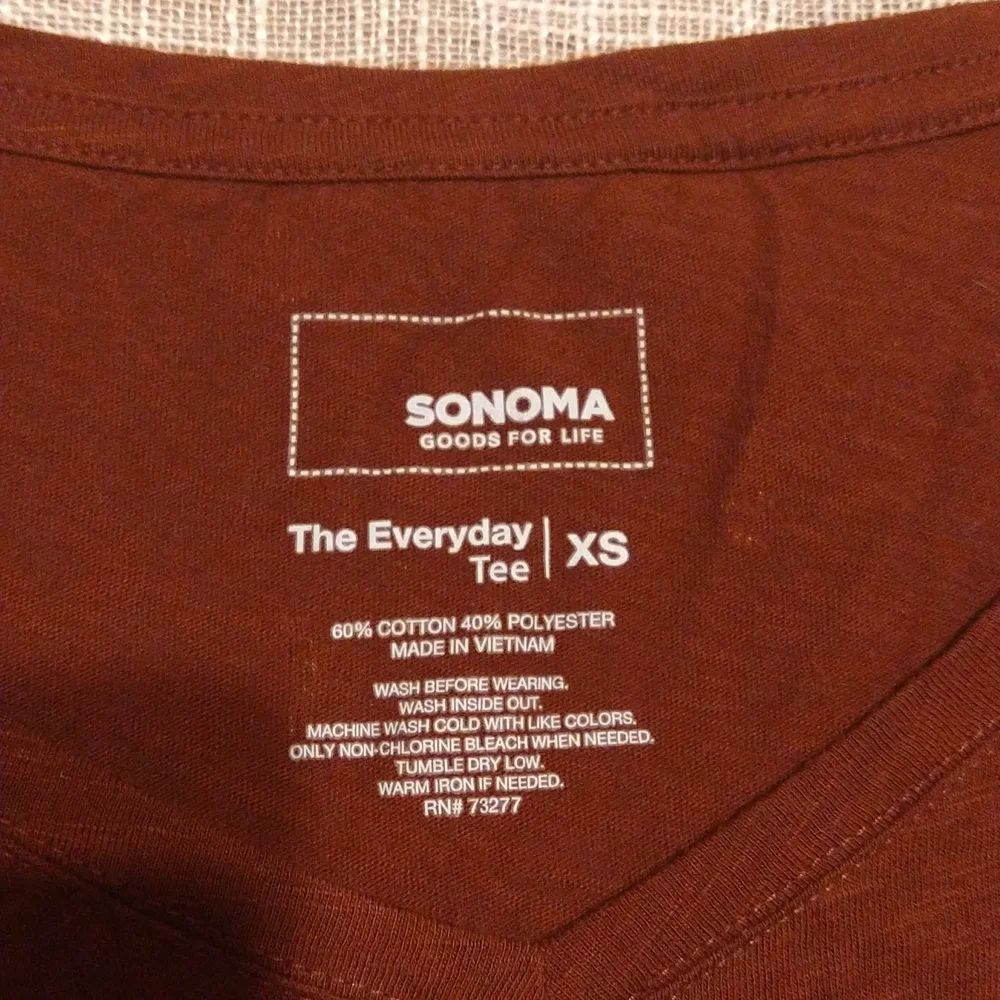 SONOMA
GOODS FOR LIFE
The Everyday
Tee
XS
60% COTTON 40% POLYESTER
MADE IN VIETNAM
WASH BEFORE WEARING.
WASH INSIDE OUT.
MACHINE WASH COLD WITH LIKE COLORS.
ONLY NON-CHLORINE BLEACH WHEN NEEDED.
TUMBLE DRY LOW.
WARM IRON IF NEEDED.
RN# 73277